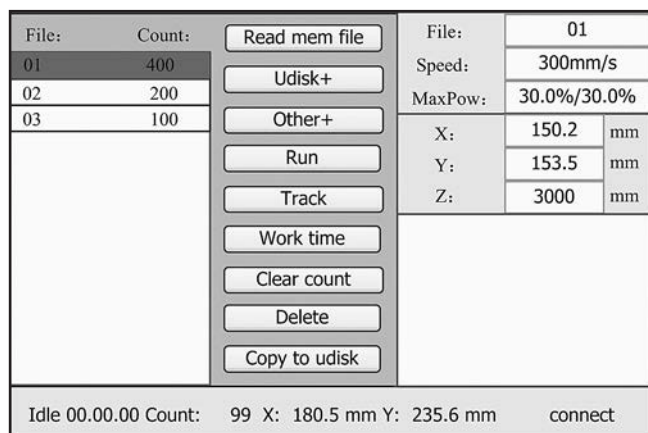 File: Count:
01 400
02 200
03 100
Read mem file
Udisk+
Other+
Run
Track
Work time
Clear count
Delete
Copy to udisk
File: 01
Speed: 300mm/s
MaxPow: 30.0%/30.0%
X: 150.2 mm
Y: 153.5 mm
Z: 3000 mm
Idle 00.00.00 Count: 99 X: 180.5 mm Y: 235.6 mm connect